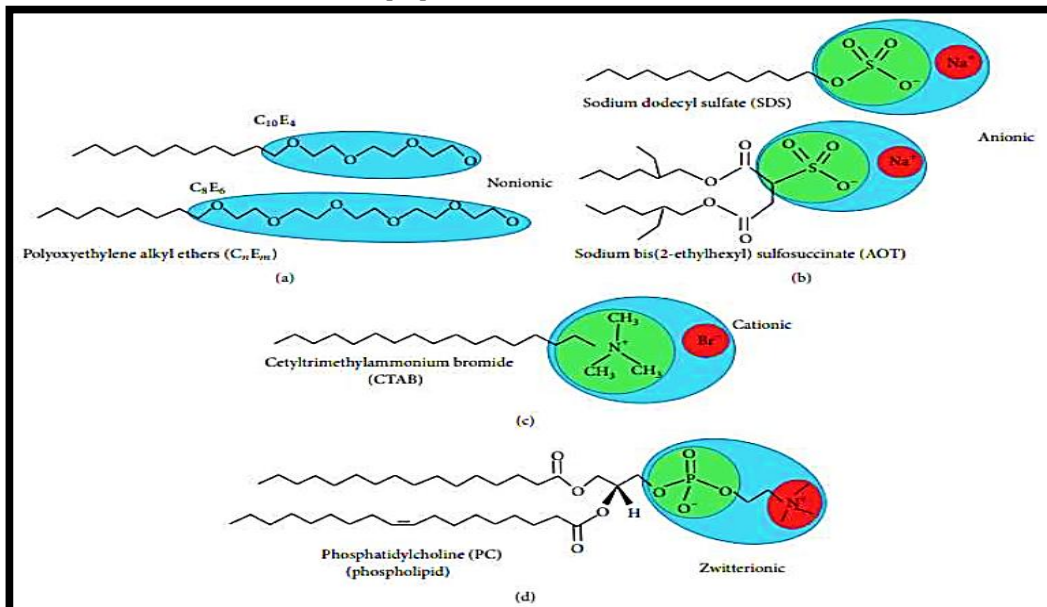 C₁₀E₄
O O O O O
Nonionic
C₈E₆
O O O O O O O
Polyoxyethylene alkyl ethers (CₙEₘ)
(a)
O O
S
O O⁻
Na⁺
Sodium dodecyl sulfate (SDS)
Anionic
O O O
S
O O⁻
Na⁺
O
O
Sodium bis(2-ethylhexyl) sulfosuccinate (AOT)
(b)
CH₃
N⁺
CH₃ CH₃
Br⁻
Cationic
Cetyltrimethylammonium bromide
(CTAB)
(c)
O
O
O
P
O O
O⁻
N⁺
O H
O
Phosphatidylcholine (PC)
(phospholipid)
Zwitterionic
(d)